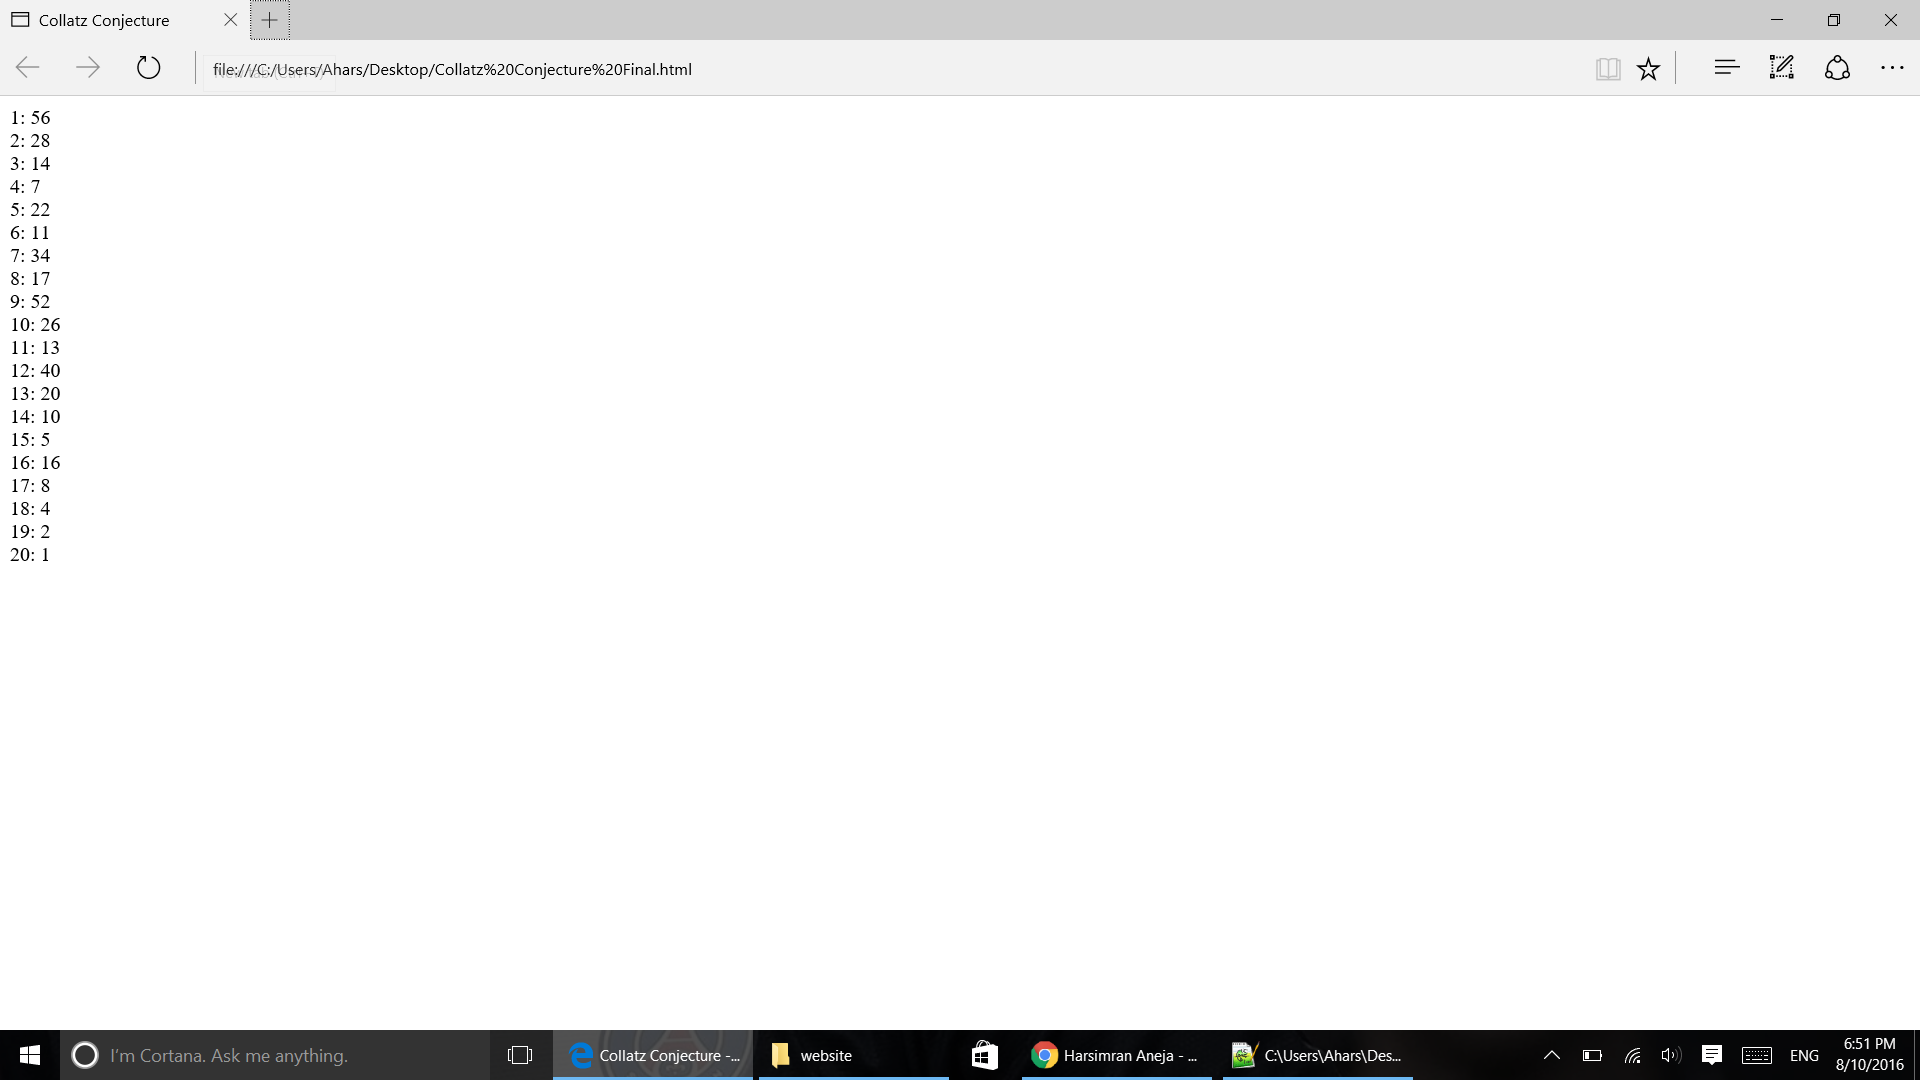 Collatz Conjecture
file:///C:/Users/Ahars/Desktop/Collatz%20Conjecture%20Final.html
1: 56
2: 28
3: 14
4: 7
5: 22
6: 11
7: 34
8: 17
9: 52
10: 26
11: 13
12: 40
13: 20
14: 10
15: 5
16: 16
17: 8
18: 4
19: 2
20: 1
I'm Cortana. Ask me anything.
Collatz Conjecture -...
website
Harsimran Aneja - ...
C:\Users\Ahars\Des...
ENG
6:51 PM
8/10/2016